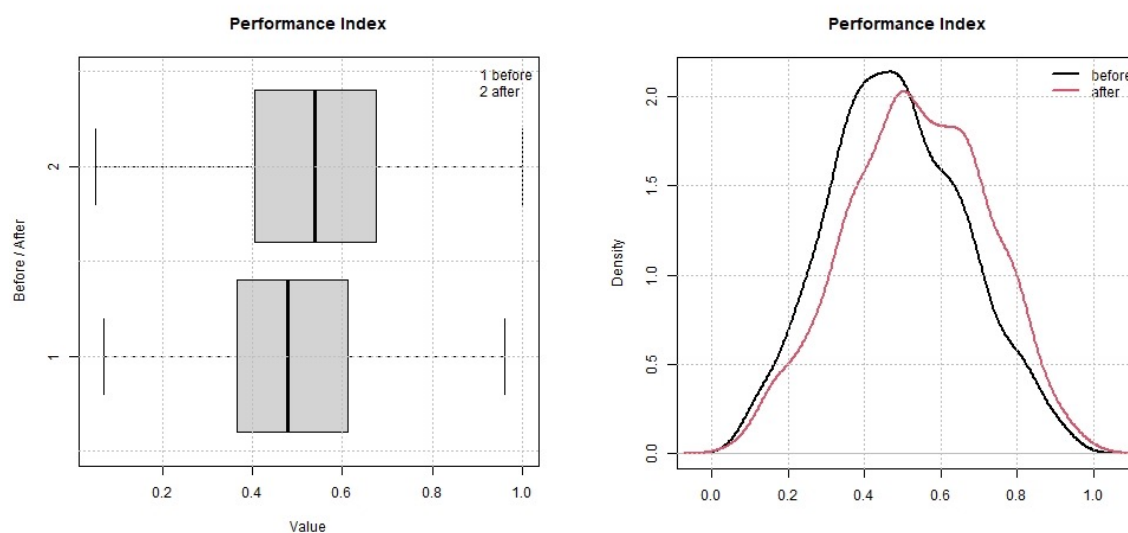 Performance Index
1 before
2 after
Before / After
2
1
0.2 0.4 0.6 0.8 1.0
Value
Performance Index
before
after
Density
2.0
1.5
1.0
0.5
0.0
0.0 0.2 0.4 0.6 0.8 1.0